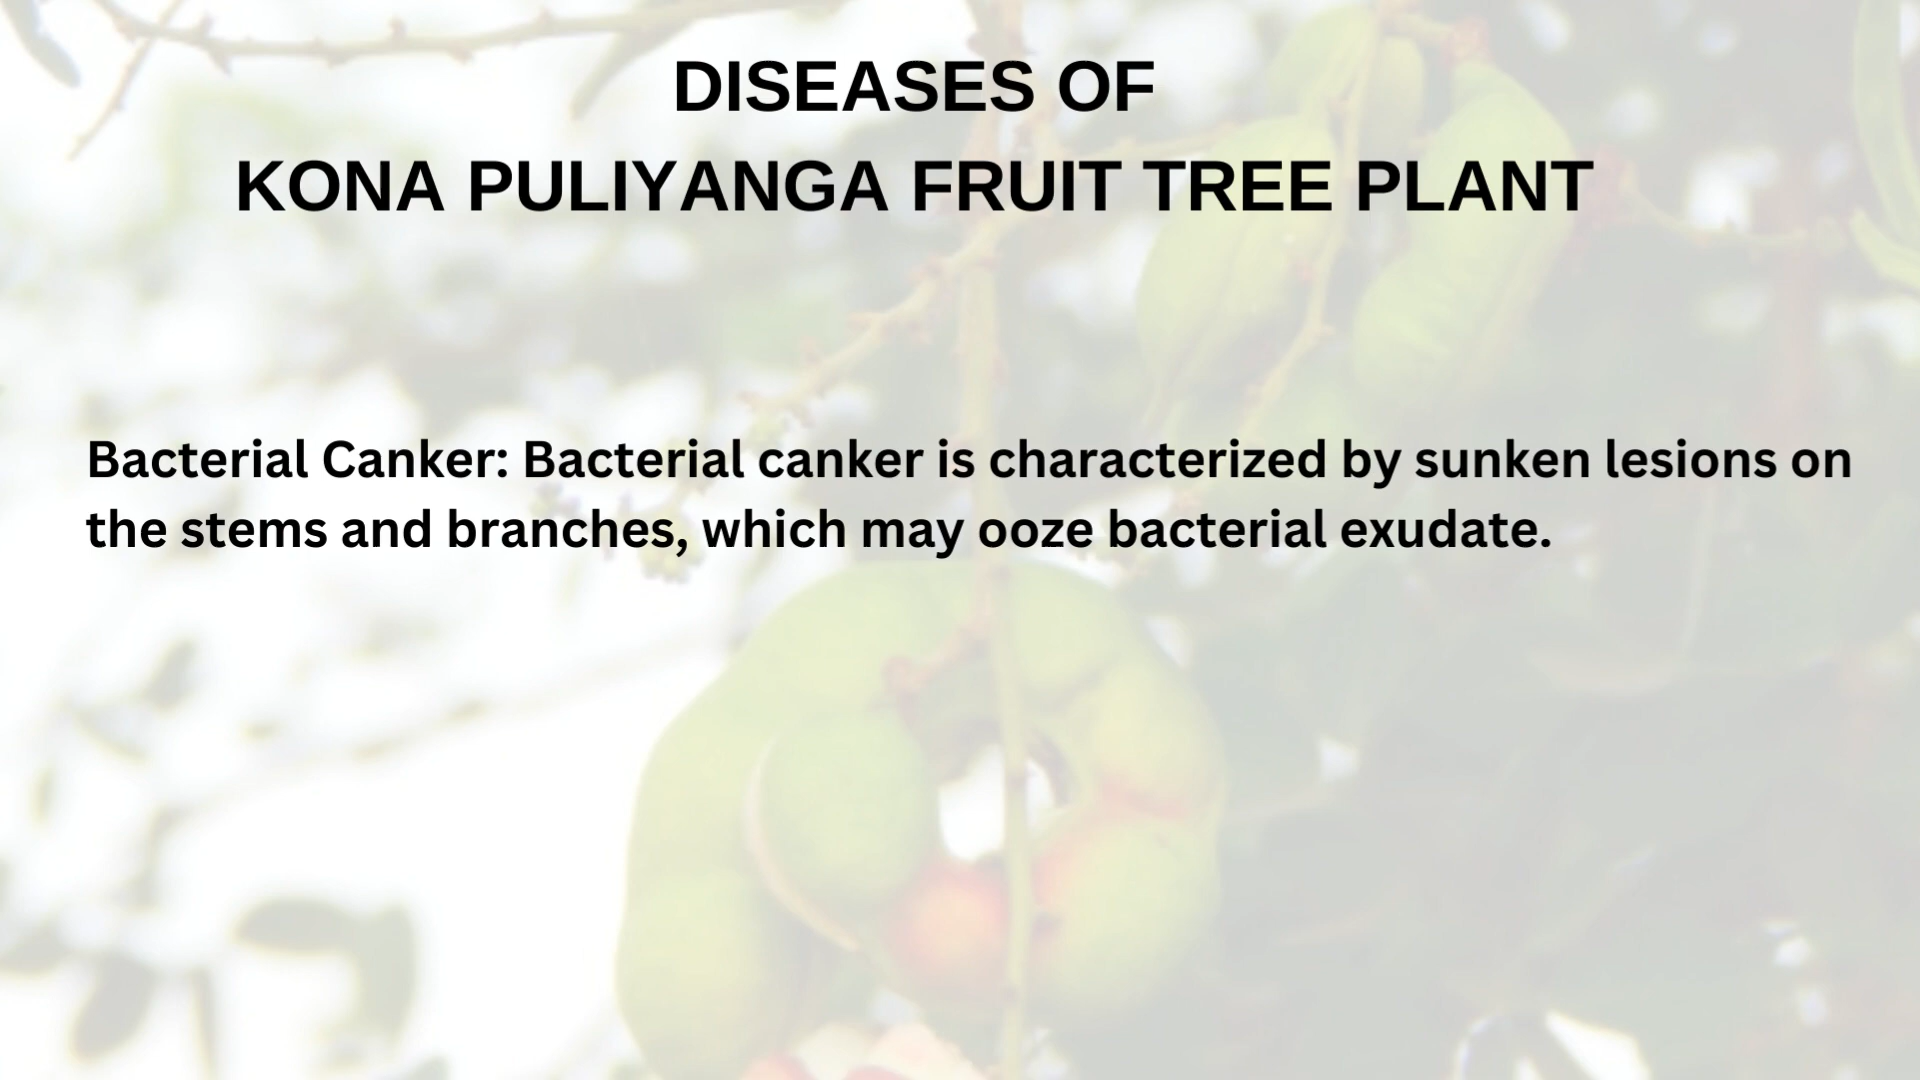 DISEASES OF
KONA PULIYANGA FRUIT TREE PLANT
Bacterial Canker: Bacterial canker is characterized by sunken lesions on
the stems and branches, which may ooze bacterial exudate.